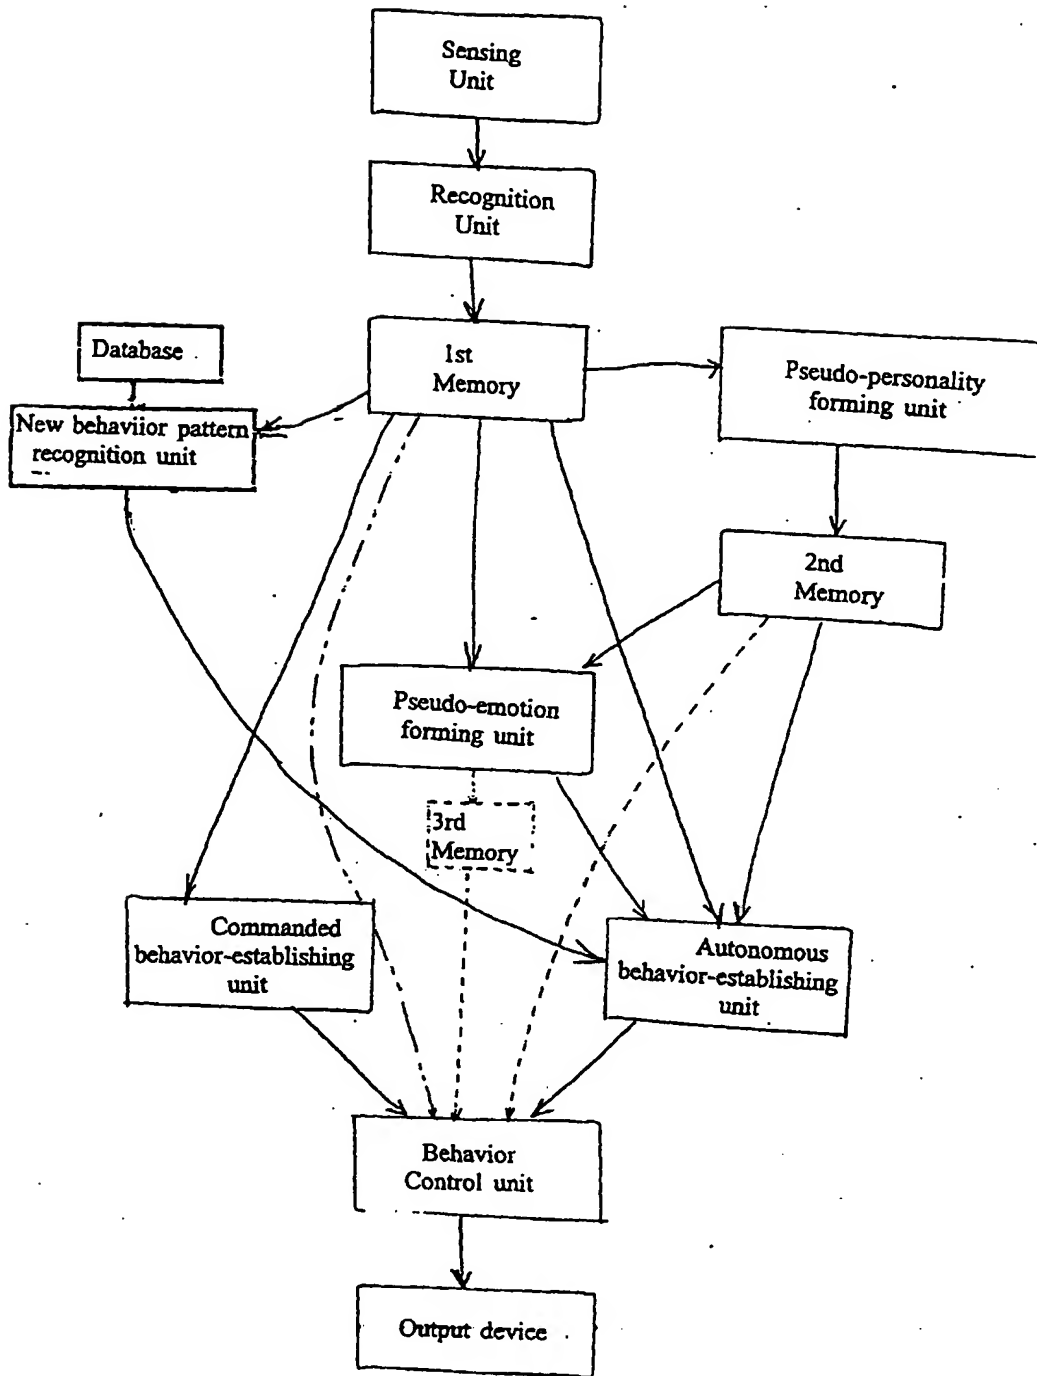 Sensing
Unit
Recognition
Unit
Database
1st
Memory
Pseudo-personality
forming unit
New behaviior pattern
recognition unit
2nd
Memory
Pseudo-emotion
forming unit
3rd
Memory
Commanded
behavior-establishing
unit
Autonomous
behavior-establishing
unit
Behavior
Control unit
Output device